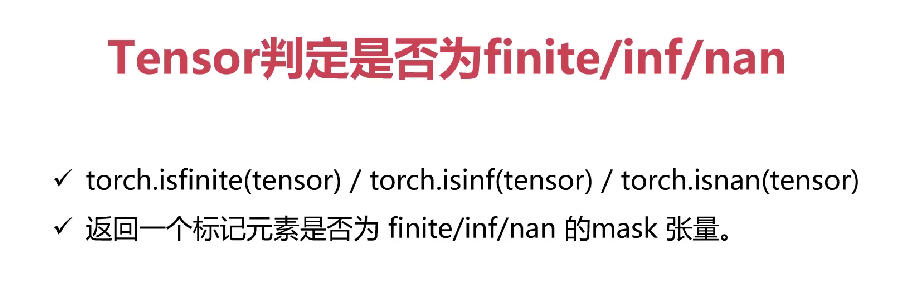 Tensor判定是否为finite/inf/nan
✓ torch.isfinite(tensor) / torch.isinf(tensor) / torch.isnan(tensor)
✓ 返回一个标记元素是否为 finite/inf/nan 的mask 张量。